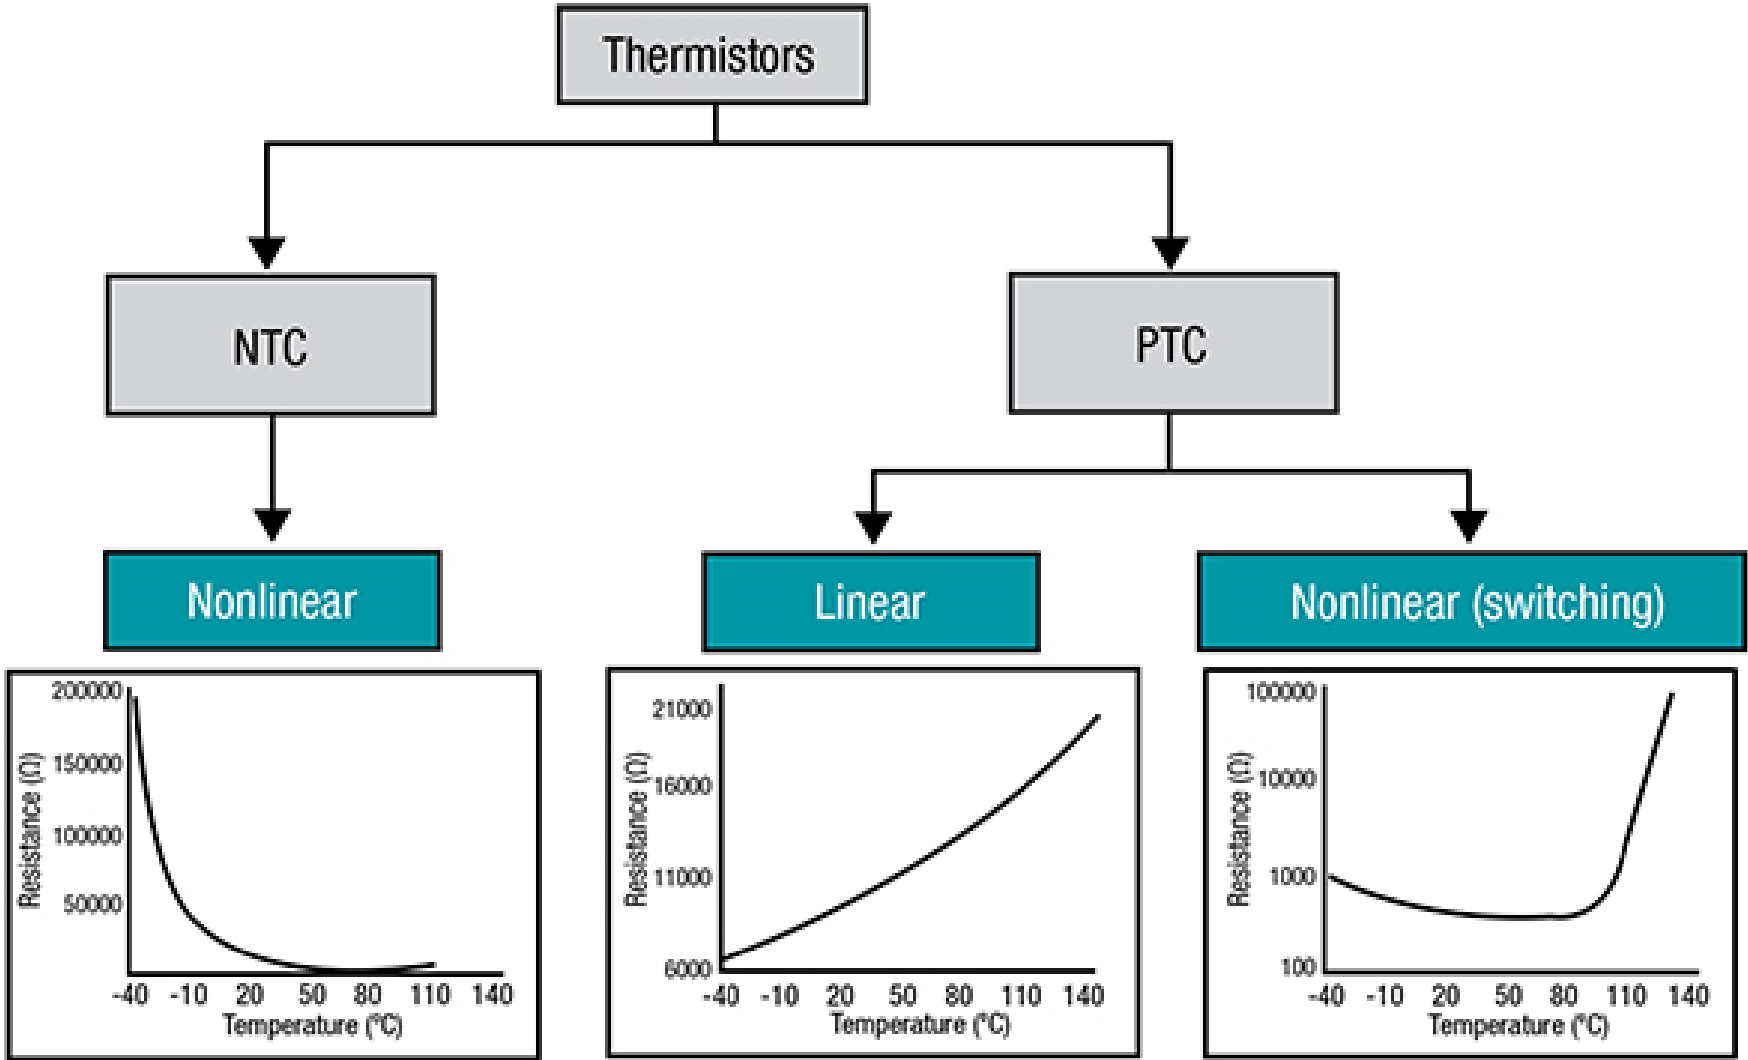 Thermistors
NTC
PTC
Nonlinear
Linear
Nonlinear (switching)
200000
150000
100000
50000
Resistance (Ω)
-40 -10 20 50 80 110 140
Temperature (°C)
21000
16000
11000
6000
Resistance (Ω)
-40 -10 20 50 80 110 140
Temperature (°C)
100000
10000
1000
100
Resistance (Ω)
-40 -10 20 50 80 110 140
Temperature (°C)